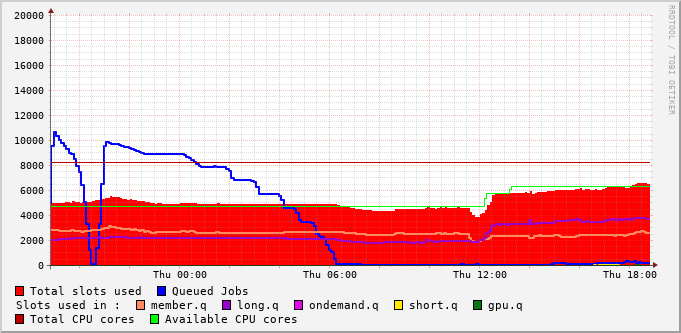 RRDTOOL / TOBI OETIKER
20000
18000
16000
14000
12000
10000
8000
6000
4000
2000
0
Thu 00:00 Thu 06:00 Thu 12:00 Thu 18:00
Total slots used Queued Jobs
Slots used in : member.q long.q ondemand.q short.q gpu.q
Total CPU cores Available CPU cores